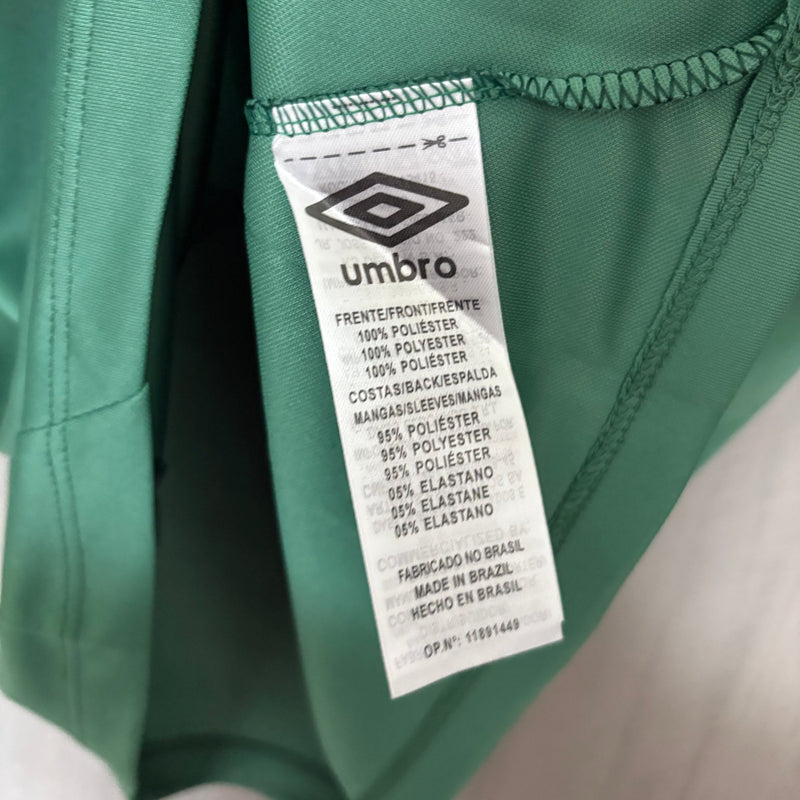 umbro
FRENTE/FRONT/FRENTE
100% POLIÉSTER
100% POLYESTER
100% POLIÉSTER
COSTAS/BACK/ESPALDA
MANGAS/SLEEVES/MANGAS
95% POLIÉSTER
95% POLYESTER
95% POLIÉSTER
05% ELASTANO
05% ELASTANE
05% ELASTANO
FABRICADO NO BRASIL
MADE IN BRAZIL
HECHO EN BRASIL
OP.Nº: 11891449